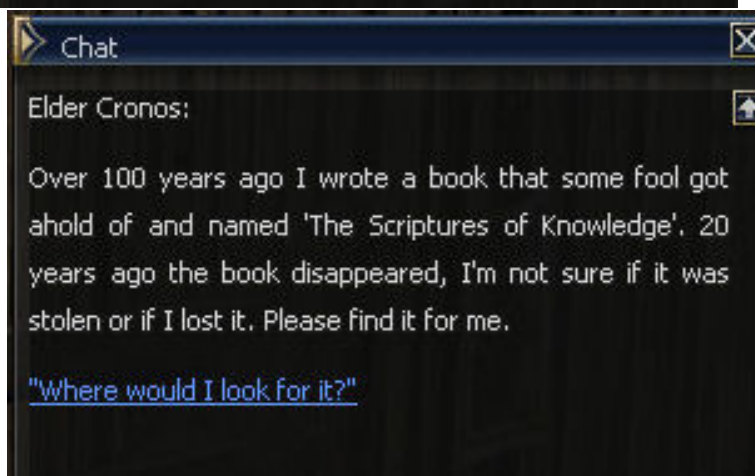 Chat
Elder Cronos:
Over 100 years ago I wrote a book that some fool got
ahold of and named 'The Scriptures of Knowledge'. 20
years ago the book disappeared, I'm not sure if it was
stolen or if I lost it. Please find it for me.
"Where would I look for it?"